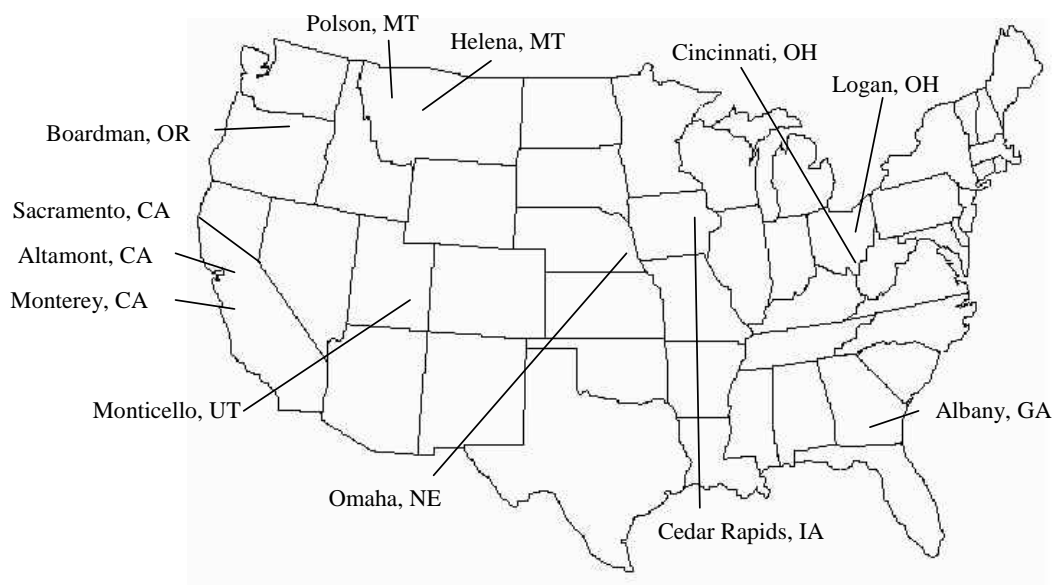 Polson, MT
Helena, MT
Cincinnati, OH
Logan, OH
Boardman, OR
Sacramento, CA
Altamont, CA
Monterey, CA
Monticello, UT
Albany, GA
Omaha, NE
Cedar Rapids, IA